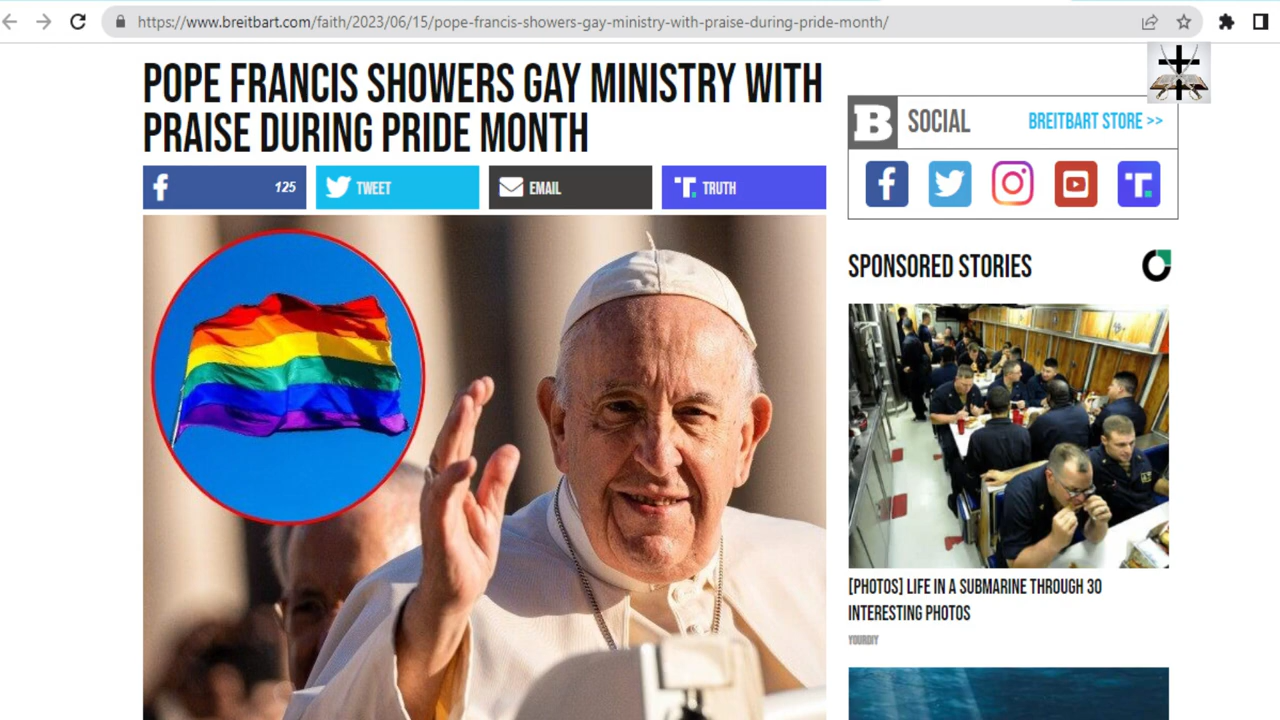 https://www.breitbart.com/faith/2023/06/15/pope-francis-showers-gay-ministry-with-praise-during-pride-month/
POPE FRANCIS SHOWERS GAY MINISTRY WITH
PRAISE DURING PRIDE MONTH
125
TWEET
EMAIL
TRUTH
B SOCIAL
BREITBART STORE >>
SPONSORED STORIES
[PHOTOS] LIFE IN A SUBMARINE THROUGH 30
INTERESTING PHOTOS
YOURDIY